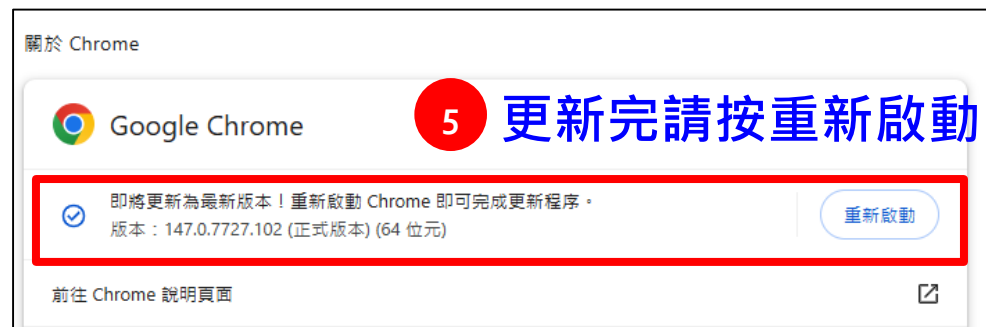 關於 Chrome
5 更新完請按重新啟動
Google Chrome
即將更新為最新版本！重新啟動 Chrome 即可完成更新程序。
版本：147.0.7727.102 (正式版本) (64 位元)
重新啟動
前往 Chrome 說明頁面